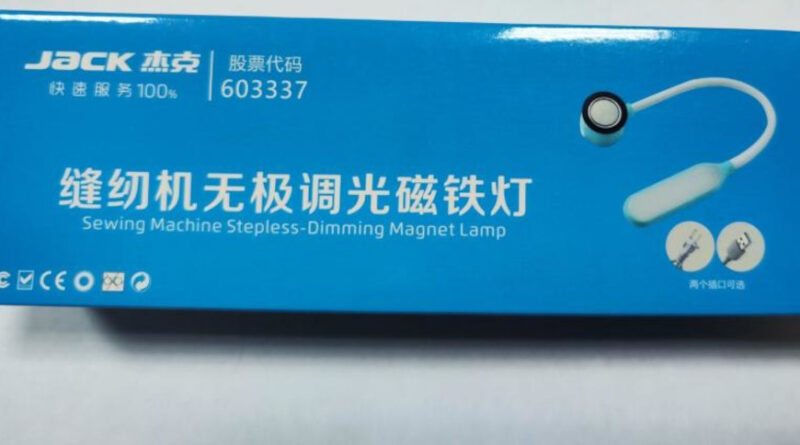 JACK 杰克
快速服务100%
股票代码
603337
缝纫机无极调光磁铁灯
Sewing Machine Stepless-Dimming Magnet Lamp
CE
两个插口可选